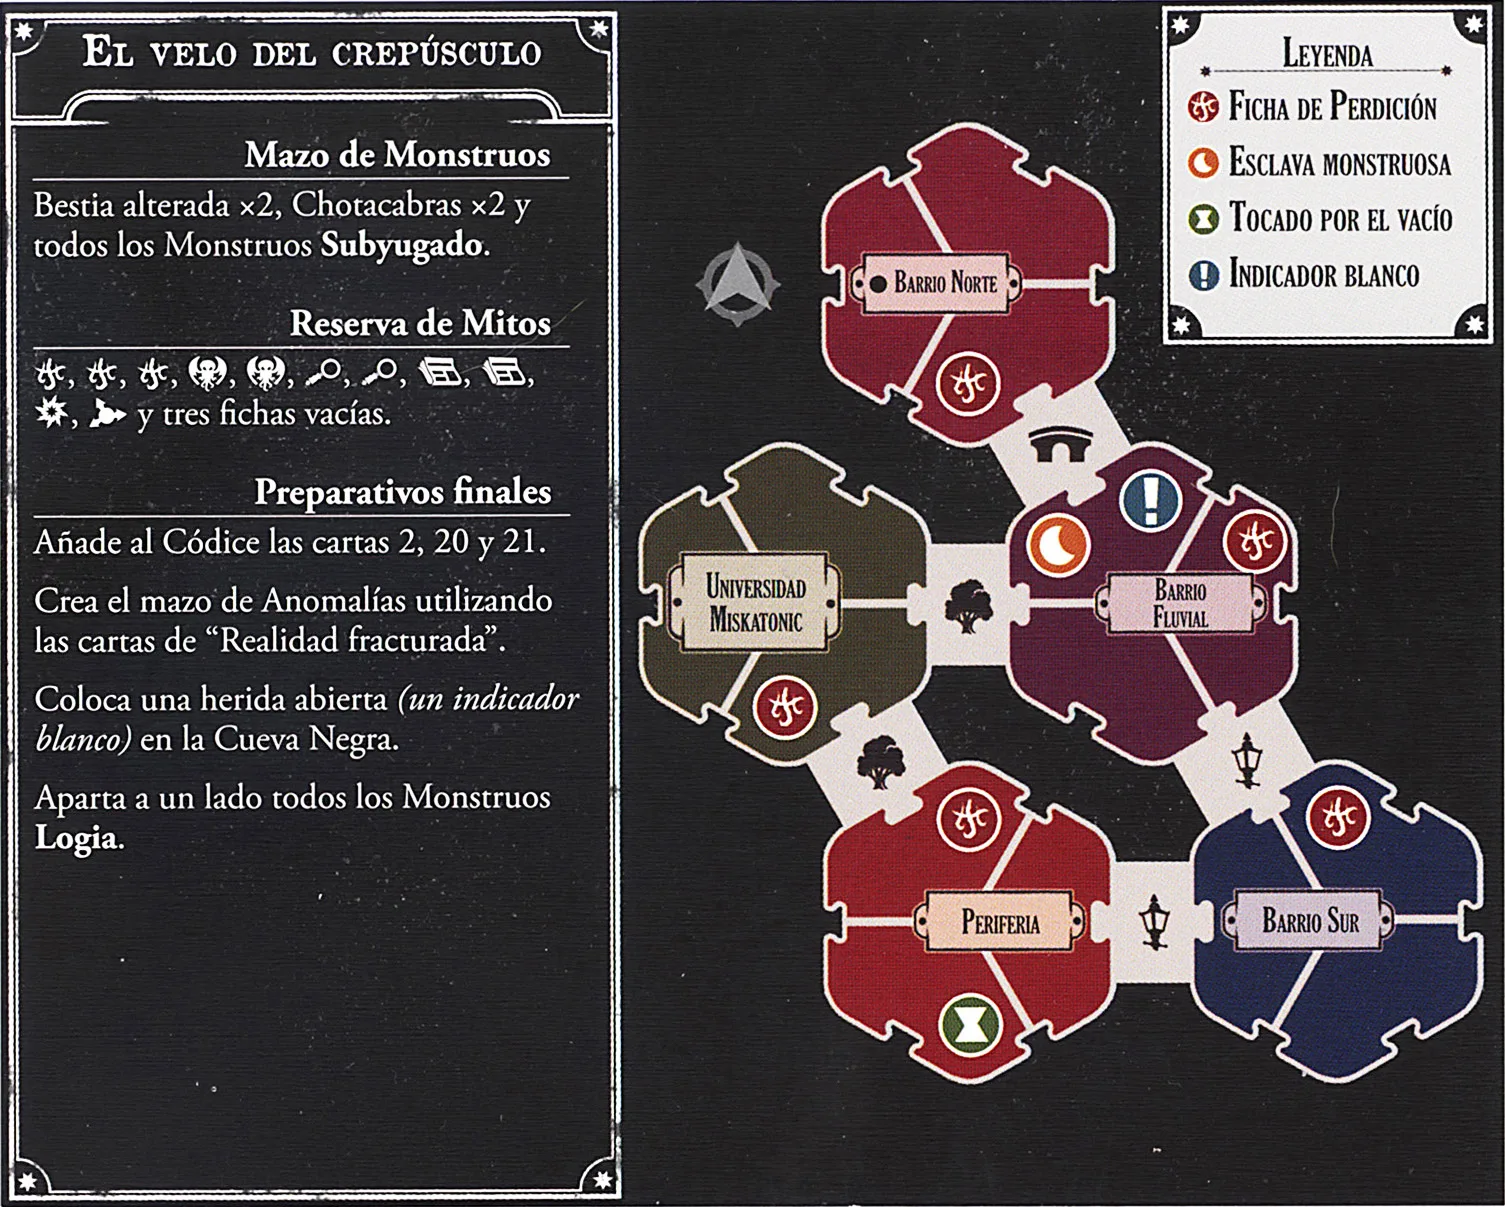 El velo del crepúsculo
Mazo de Monstruos
Bestia alterada ×2, Chotacabras ×2 y
todos los Monstruos Subyugado.
Reserva de Mitos
, , , , , , , , ,
, y tres fichas vacías.
Preparativos finales
Añade al Códice las cartas 2, 20 y 21.
Crea el mazo de Anomalías utilizando
las cartas de “Realidad fracturada”.
Coloca una herida abierta (un indicador
blanco) en la Cueva Negra.
Aparta a un lado todos los Monstruos
Logia.
Leyenda
Ficha de Perdición
Esclava monstruosa
Tocado por el vacío
Indicador blanco
Barrio Norte
Universidad
Miskatonic
Barrio
Fluvial
Periferia
Barrio Sur